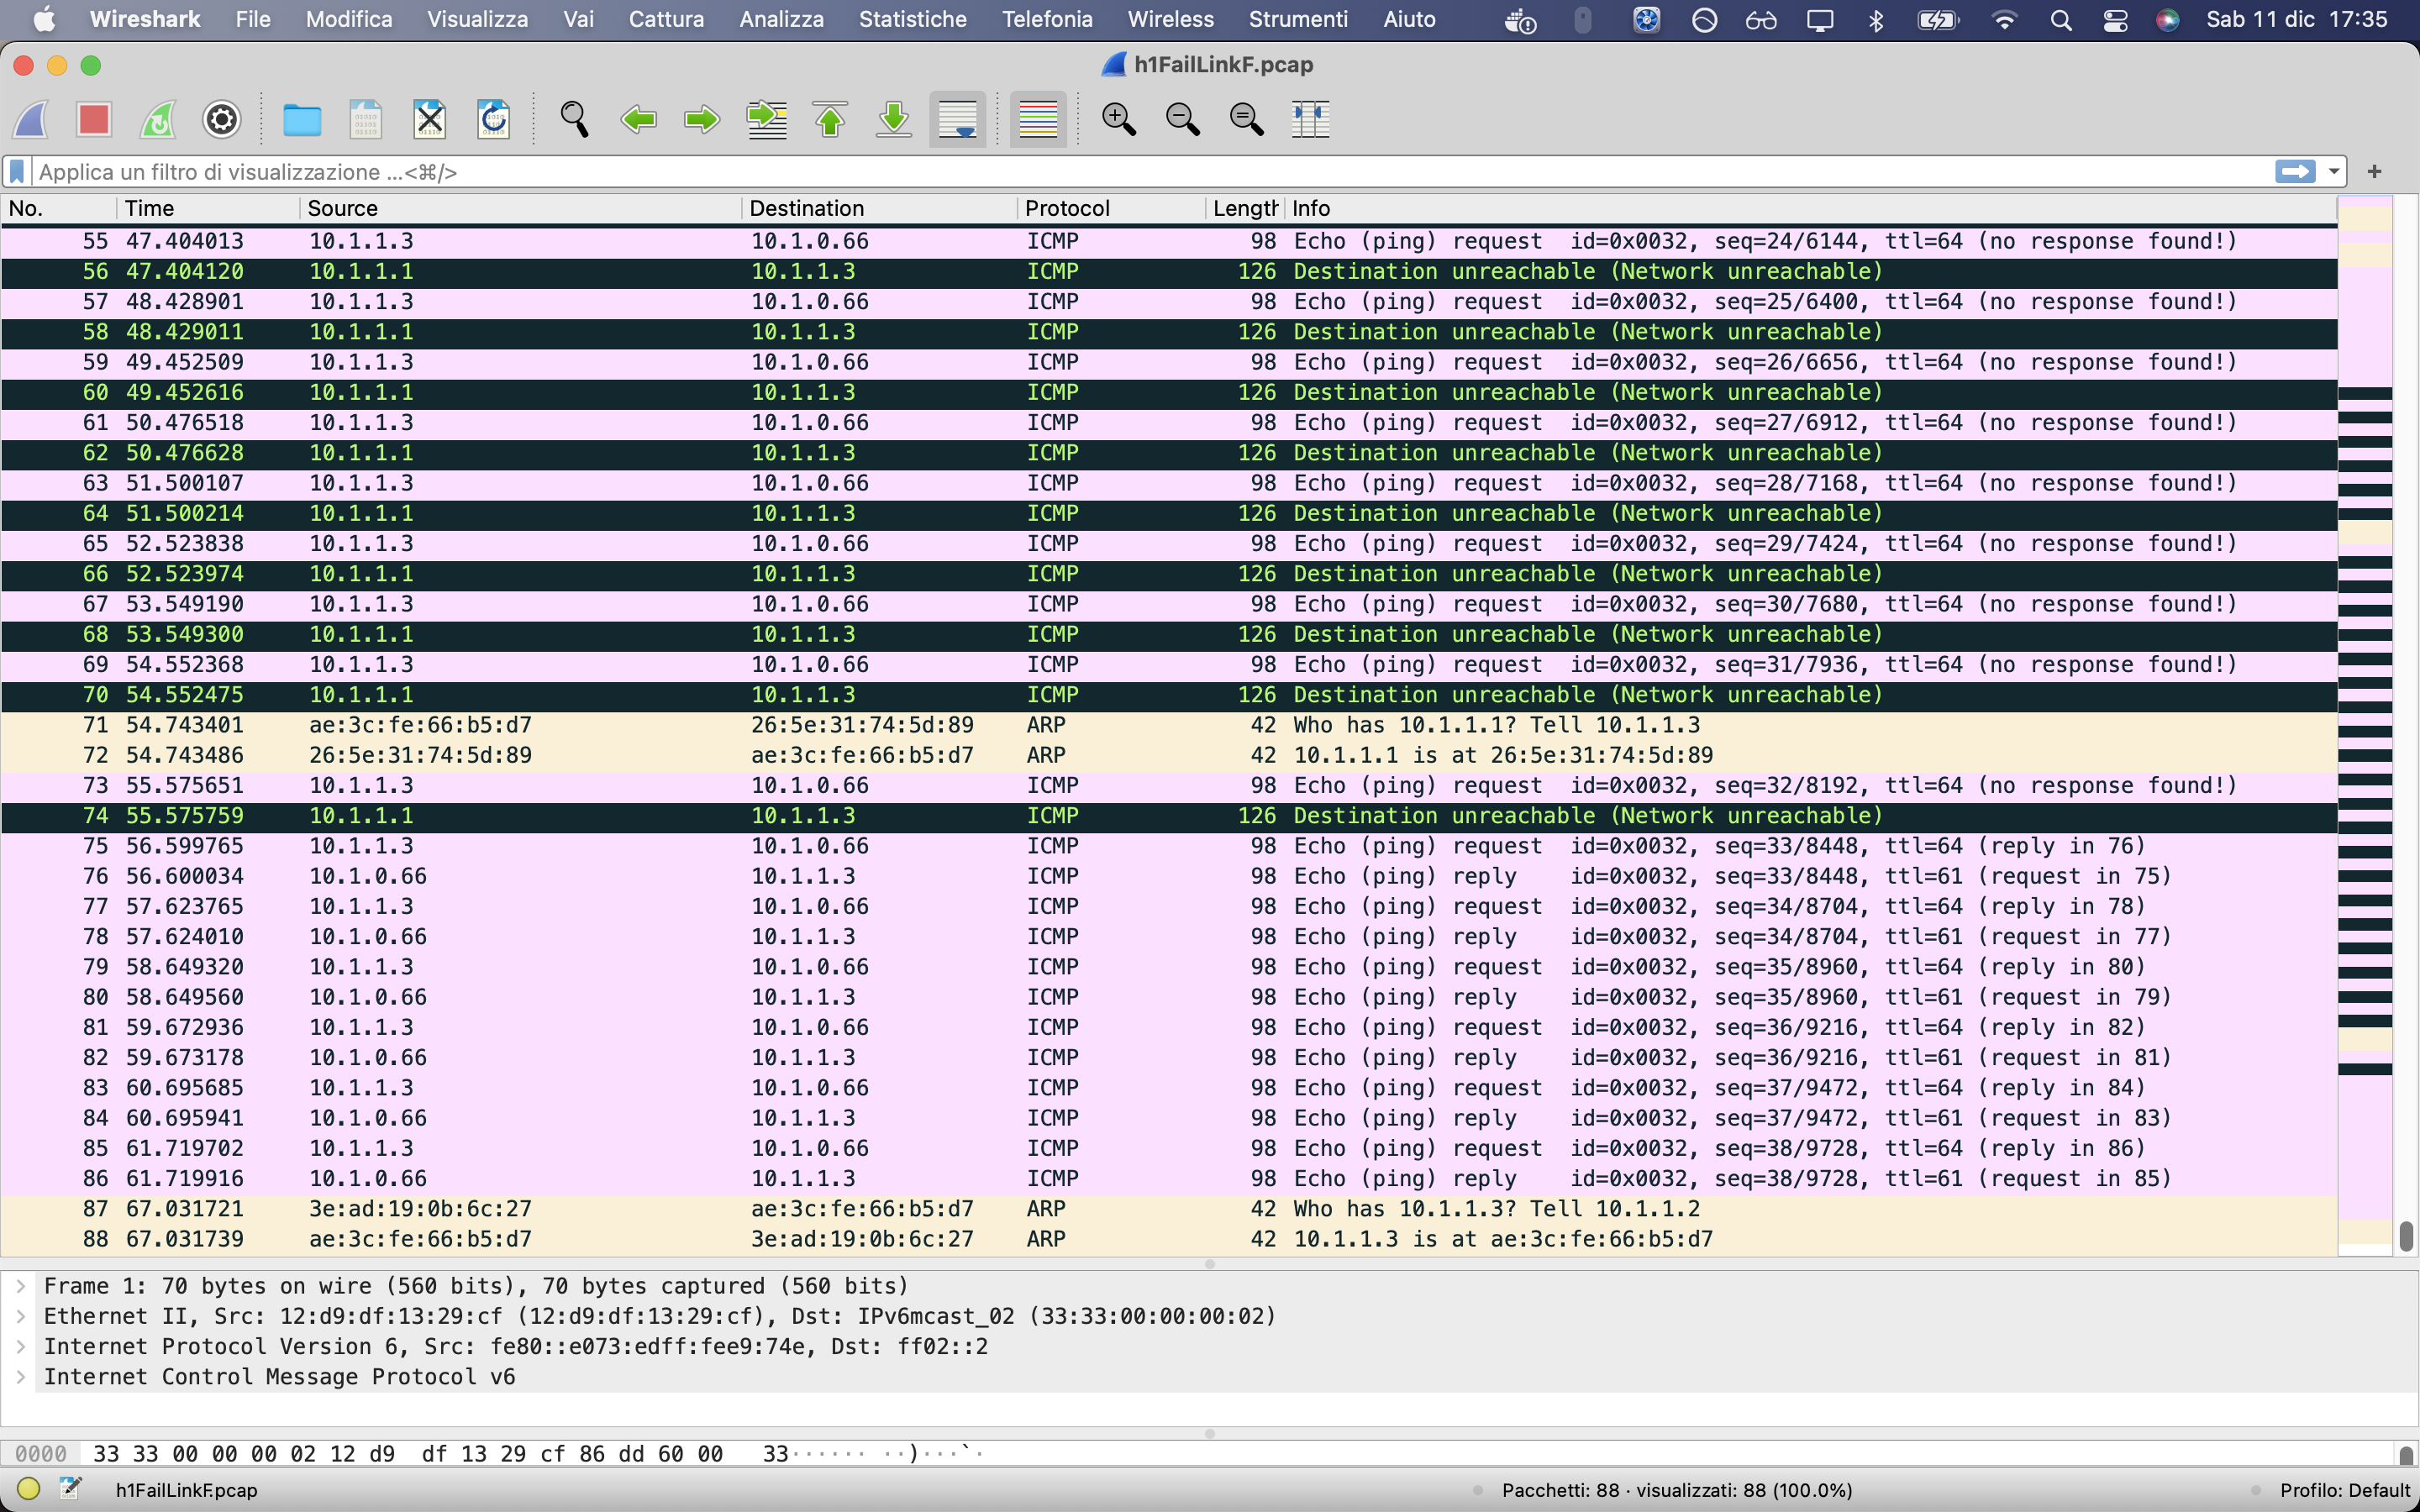 Wireshark File Modifica Visualizza Vai Cattura Analizza Statistiche Telefonia Wireless Strumenti Aiuto Sab 11 dic 17:35
h1FailLinkF.pcap
Applica un filtro di visualizzazione ...<⌘/>
No. Time Source Destination Protocol Length Info
55 47.404013 10.1.1.3 10.1.0.66 ICMP 98 Echo (ping) request id=0x0032, seq=24/6144, ttl=64 (no response found!)
56 47.404120 10.1.1.1 10.1.1.3 ICMP 126 Destination unreachable (Network unreachable)
57 48.428901 10.1.1.3 10.1.0.66 ICMP 98 Echo (ping) request id=0x0032, seq=25/6400, ttl=64 (no response found!)
58 48.429011 10.1.1.1 10.1.1.3 ICMP 126 Destination unreachable (Network unreachable)
59 49.452509 10.1.1.3 10.1.0.66 ICMP 98 Echo (ping) request id=0x0032, seq=26/6656, ttl=64 (no response found!)
60 49.452616 10.1.1.1 10.1.1.3 ICMP 126 Destination unreachable (Network unreachable)
61 50.476518 10.1.1.3 10.1.0.66 ICMP 98 Echo (ping) request id=0x0032, seq=27/6912, ttl=64 (no response found!)
62 50.476628 10.1.1.1 10.1.1.3 ICMP 126 Destination unreachable (Network unreachable)
63 51.500107 10.1.1.3 10.1.0.66 ICMP 98 Echo (ping) request id=0x0032, seq=28/7168, ttl=64 (no response found!)
64 51.500214 10.1.1.1 10.1.1.3 ICMP 126 Destination unreachable (Network unreachable)
65 52.523838 10.1.1.3 10.1.0.66 ICMP 98 Echo (ping) request id=0x0032, seq=29/7424, ttl=64 (no response found!)
66 52.523974 10.1.1.1 10.1.1.3 ICMP 126 Destination unreachable (Network unreachable)
67 53.549190 10.1.1.3 10.1.0.66 ICMP 98 Echo (ping) request id=0x0032, seq=30/7680, ttl=64 (no response found!)
68 53.549300 10.1.1.1 10.1.1.3 ICMP 126 Destination unreachable (Network unreachable)
69 54.552368 10.1.1.3 10.1.0.66 ICMP 98 Echo (ping) request id=0x0032, seq=31/7936, ttl=64 (no response found!)
70 54.552475 10.1.1.1 10.1.1.3 ICMP 126 Destination unreachable (Network unreachable)
71 54.743401 ae:3c:fe:66:b5:d7 26:5e:31:74:5d:89 ARP 42 Who has 10.1.1.1? Tell 10.1.1.3
72 54.743486 26:5e:31:74:5d:89 ae:3c:fe:66:b5:d7 ARP 42 10.1.1.1 is at 26:5e:31:74:5d:89
73 55.575651 10.1.1.3 10.1.0.66 ICMP 98 Echo (ping) request id=0x0032, seq=32/8192, ttl=64 (no response found!)
74 55.575759 10.1.1.1 10.1.1.3 ICMP 126 Destination unreachable (Network unreachable)
75 56.599765 10.1.1.3 10.1.0.66 ICMP 98 Echo (ping) request id=0x0032, seq=33/8448, ttl=64 (reply in 76)
76 56.600034 10.1.0.66 10.1.1.3 ICMP 98 Echo (ping) reply id=0x0032, seq=33/8448, ttl=61 (request in 75)
77 57.623765 10.1.1.3 10.1.0.66 ICMP 98 Echo (ping) request id=0x0032, seq=34/8704, ttl=64 (reply in 78)
78 57.624010 10.1.0.66 10.1.1.3 ICMP 98 Echo (ping) reply id=0x0032, seq=34/8704, ttl=61 (request in 77)
79 58.649320 10.1.1.3 10.1.0.66 ICMP 98 Echo (ping) request id=0x0032, seq=35/8960, ttl=64 (reply in 80)
80 58.649560 10.1.0.66 10.1.1.3 ICMP 98 Echo (ping) reply id=0x0032, seq=35/8960, ttl=61 (request in 79)
81 59.672936 10.1.1.3 10.1.0.66 ICMP 98 Echo (ping) request id=0x0032, seq=36/9216, ttl=64 (reply in 82)
82 59.673178 10.1.0.66 10.1.1.3 ICMP 98 Echo (ping) reply id=0x0032, seq=36/9216, ttl=61 (request in 81)
83 60.695685 10.1.1.3 10.1.0.66 ICMP 98 Echo (ping) request id=0x0032, seq=37/9472, ttl=64 (reply in 84)
84 60.695941 10.1.0.66 10.1.1.3 ICMP 98 Echo (ping) reply id=0x0032, seq=37/9472, ttl=61 (request in 83)
85 61.719702 10.1.1.3 10.1.0.66 ICMP 98 Echo (ping) request id=0x0032, seq=38/9728, ttl=64 (reply in 86)
86 61.719916 10.1.0.66 10.1.1.3 ICMP 98 Echo (ping) reply id=0x0032, seq=38/9728, ttl=61 (request in 85)
87 67.031721 3e:ad:19:0b:6c:27 ae:3c:fe:66:b5:d7 ARP 42 Who has 10.1.1.3? Tell 10.1.1.2
88 67.031739 ae:3c:fe:66:b5:d7 3e:ad:19:0b:6c:27 ARP 42 10.1.1.3 is at ae:3c:fe:66:b5:d7
Frame 1: 70 bytes on wire (560 bits), 70 bytes captured (560 bits)
Ethernet II, Src: 12:d9:df:13:29:cf (12:d9:df:13:29:cf), Dst: IPv6mcast_02 (33:33:00:00:00:02)
Internet Protocol Version 6, Src: fe80::e073:edff:fee9:74e, Dst: ff02::2
Internet Control Message Protocol v6
0000 33 33 00 00 00 02 12 d9 df 13 29 cf 86 dd 60 00 33······ ··)···`·
h1FailLinkF.pcap Pacchetti: 88 · visualizzati: 88 (100.0%) Profilo: Default